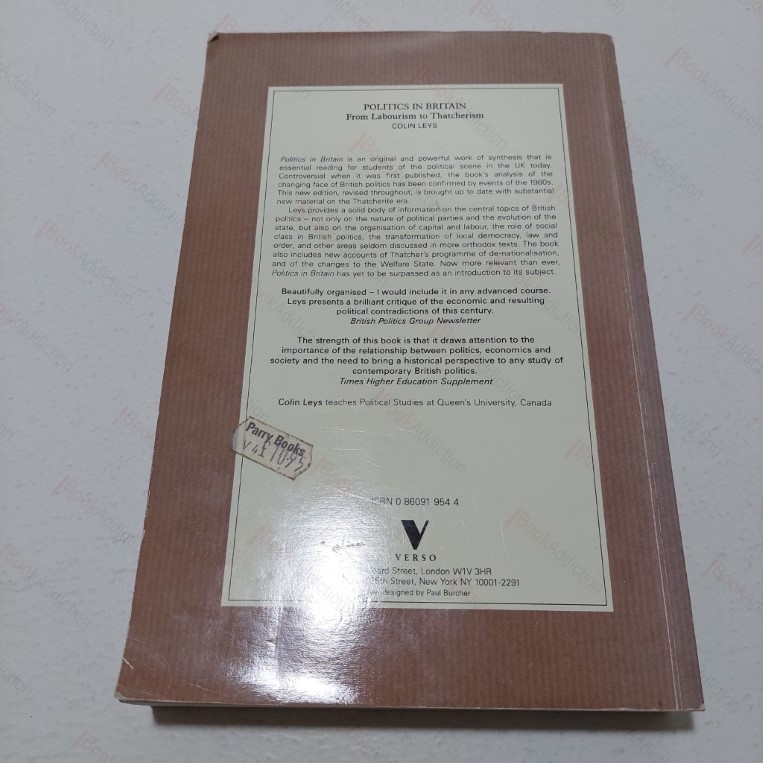 POLITICS IN BRITAIN
From Labourism to Thatcherism
COLIN LEYS
Politics in Britain is an original and powerful work of synthesis that is
essential reading for students of the political scene in the UK today.
Controversial when it was first published, the book's analysis of the
changing face of British politics has been confirmed by events of the 1980s.
This new edition, revised throughout, is brought up to date with substantial
new material on the Thatcherite era.
Leys provides a solid body of information on the central topics of British
politics – not only on the nature of political parties and the evolution of the
state, but also on the organisation of capital and labour, the role of social
class in British politics, the transformation of local democracy, law and
order, and other areas seldom discussed in more orthodox texts. The book
also includes new accounts of Thatcher's programme of de-nationalisation,
and of the changes to the Welfare State. Now more relevant than ever,
Politics in Britain has yet to be surpassed as an introduction to its subject.
Beautifully organised – I would include it in any advanced course.
Leys presents a brilliant critique of the economic and resulting
political contradictions of this century.
British Politics Group Newsletter
The strength of this book is that it draws attention to the
importance of the relationship between politics, economics and
society and the need to bring a historical perspective to any study of
contemporary British politics.
Times Higher Education Supplement
Colin Leys teaches Political Studies at Queen's University, Canada.
Parry Books
£10.95
ISBN 0 86091 954 4
V
VERSO
Street, London W1V 3HR
Street, New York NY 10001-2291
designed by Paul Burcher
BookAddiction